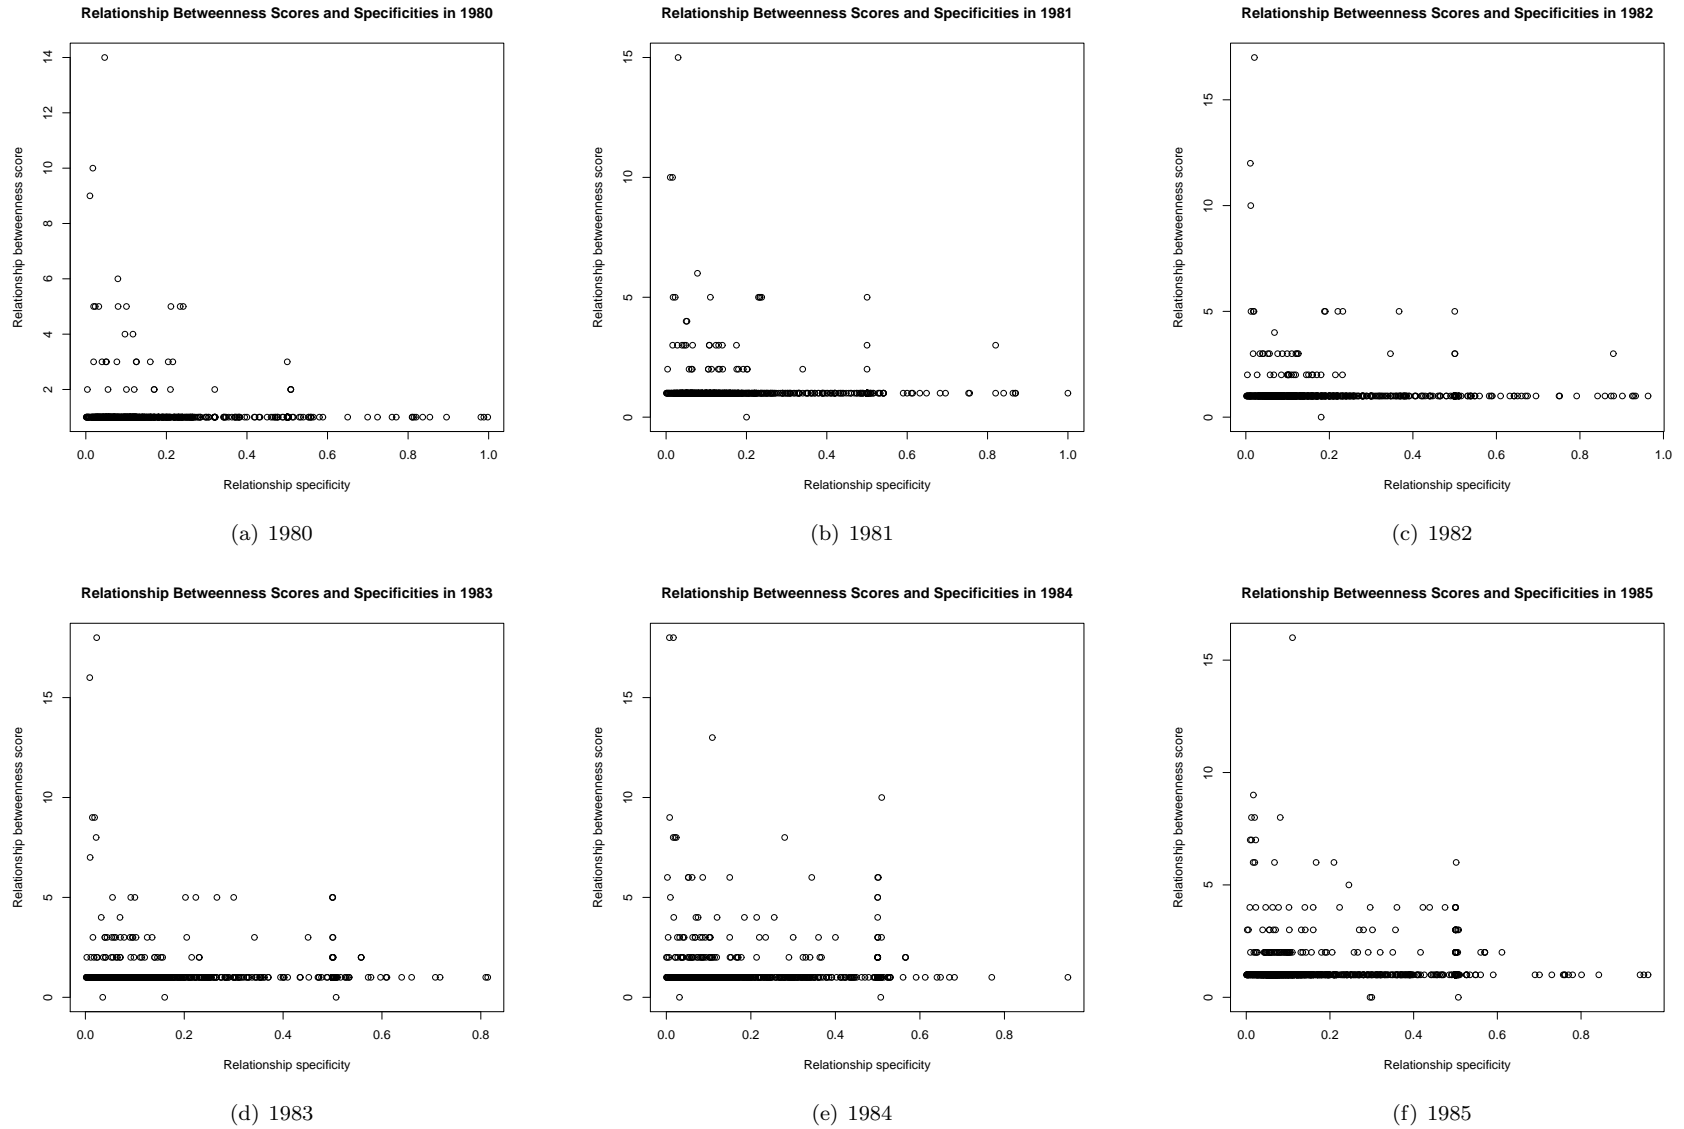 Relationship Betweenness Scores and Specificities in 1980
Relationship betweenness score
14
12
10
8
6
4
2
0.0 0.2 0.4 0.6 0.8 1.0
Relationship specificity
(a) 1980
Relationship Betweenness Scores and Specificities in 1981
Relationship betweenness score
15
10
5
0
0.0 0.2 0.4 0.6 0.8 1.0
Relationship specificity
(b) 1981
Relationship Betweenness Scores and Specificities in 1982
Relationship betweenness score
15
10
5
0
0.0 0.2 0.4 0.6 0.8 1.0
Relationship specificity
(c) 1982
Relationship Betweenness Scores and Specificities in 1983
Relationship betweenness score
15
10
5
0
0.0 0.2 0.4 0.6 0.8
Relationship specificity
(d) 1983
Relationship Betweenness Scores and Specificities in 1984
Relationship betweenness score
15
10
5
0
0.0 0.2 0.4 0.6 0.8
Relationship specificity
(e) 1984
Relationship Betweenness Scores and Specificities in 1985
Relationship betweenness score
15
10
5
0
0.0 0.2 0.4 0.6 0.8
Relationship specificity
(f) 1985